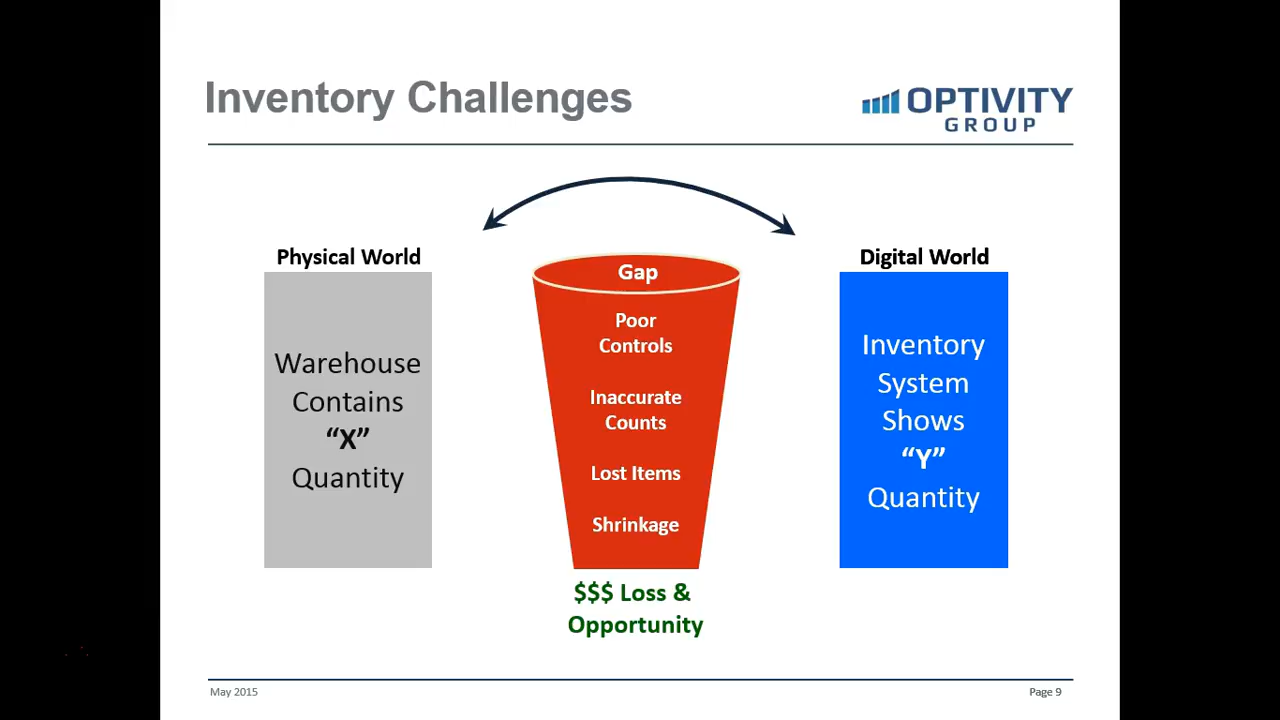 Inventory Challenges
OPTIVITY
GROUP
Physical World
Warehouse
Contains
“X”
Quantity
Gap
Poor
Controls
Inaccurate
Counts
Lost Items
Shrinkage
$$$ Loss &
Opportunity
Digital World
Inventory
System
Shows
“Y”
Quantity
May 2015
Page 9